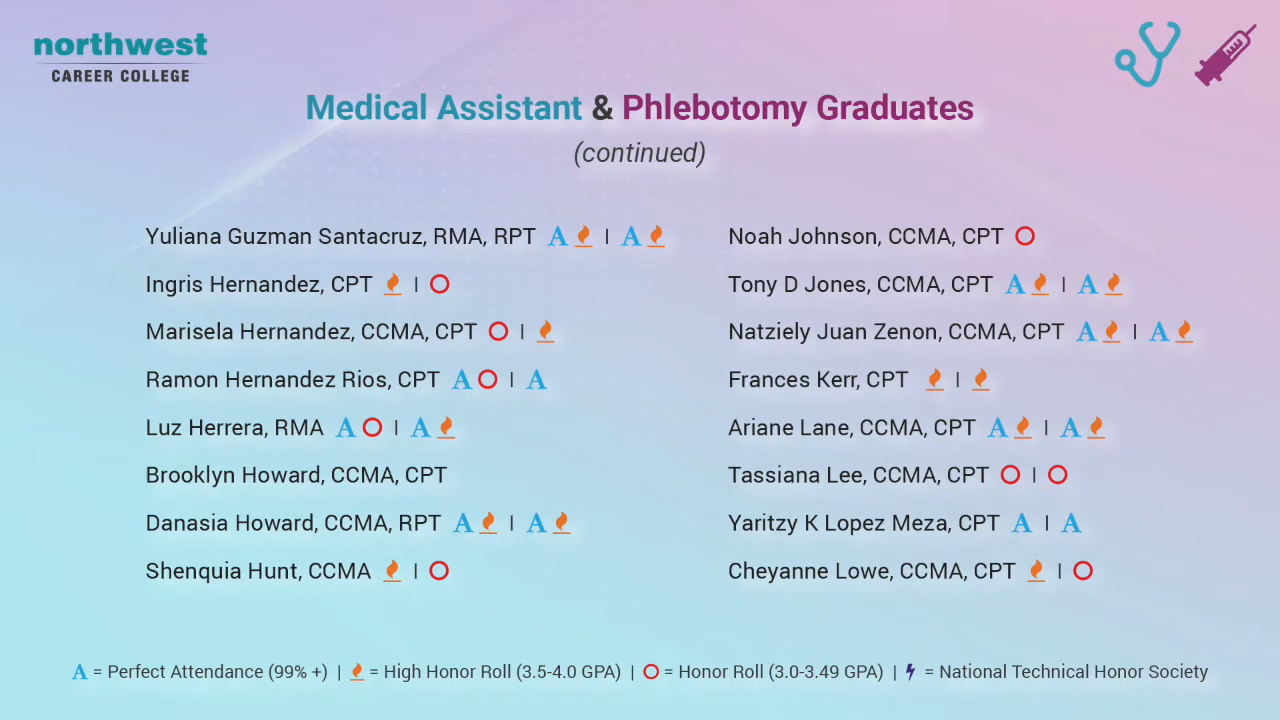 northwest
CAREER COLLEGE
Medical Assistant & Phlebotomy Graduates
(continued)
Yuliana Guzman Santacruz, RMA, RPT A | A
Ingris Hernandez, CPT |
Marisela Hernandez, CCMA, CPT |
Ramon Hernandez Rios, CPT A | A
Luz Herrera, RMA A | A
Brooklyn Howard, CCMA, CPT
Danasia Howard, CCMA, RPT A | A
Shenquia Hunt, CCMA |
Noah Johnson, CCMA, CPT
Tony D Jones, CCMA, CPT A | A
Natziely Juan Zenon, CCMA, CPT A | A
Frances Kerr, CPT |
Ariane Lane, CCMA, CPT A | A
Tassiana Lee, CCMA, CPT |
Yaritzy K Lopez Meza, CPT A | A
Cheyanne Lowe, CCMA, CPT |
A = Perfect Attendance (99% +) | = High Honor Roll (3.5-4.0 GPA) | = Honor Roll (3.0-3.49 GPA) | = National Technical Honor Society